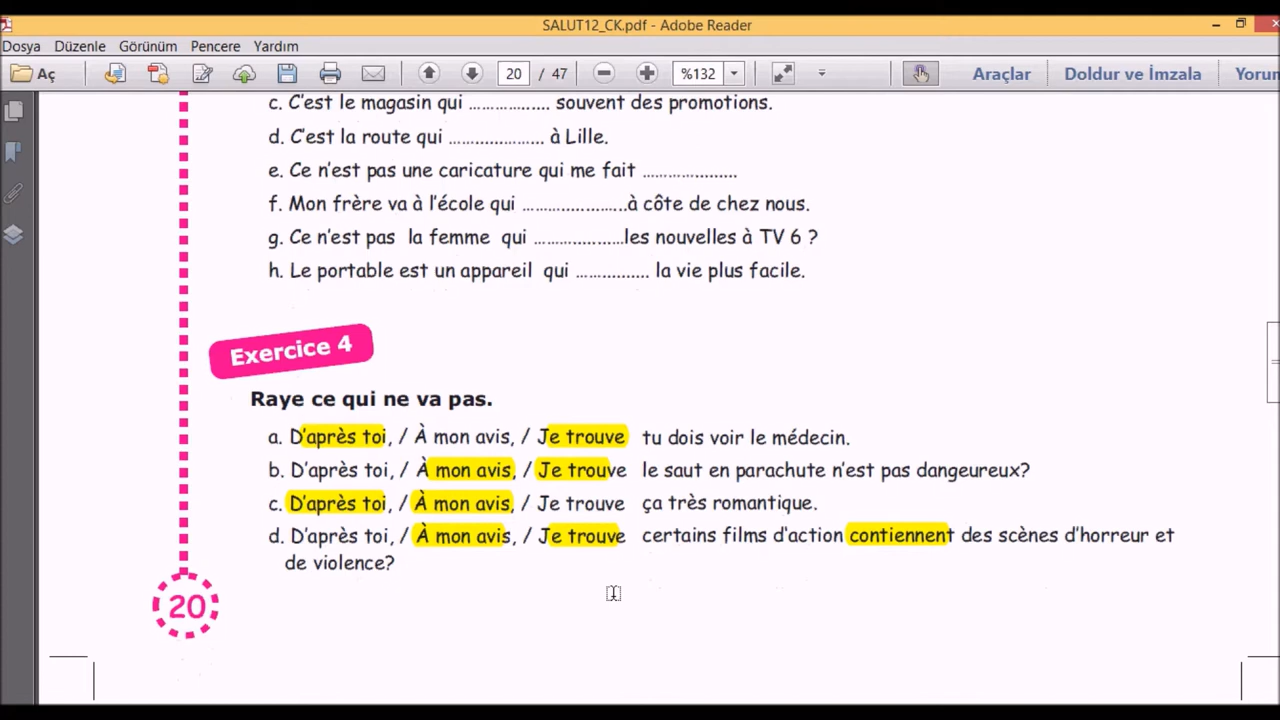 SALUT12_CK.pdf - Adobe Reader
Dosya Düzenle Görünüm Pencere Yardım
Aç 20 / 47 %132 Araçlar Doldur ve İmzala Yorun
c. C'est le magasin qui .................. souvent des promotions.
d. C'est la route qui .................. à Lille.
e. Ce n'est pas une caricature qui me fait ..................
f. Mon frère va à l'école qui ..................à côte de chez nous.
g. Ce n'est pas la femme qui ..................les nouvelles à TV 6 ?
h. Le portable est un appareil qui .............. la vie plus facile.
Exercice 4
Raye ce qui ne va pas.
a. D'après toi, / À mon avis, / Je trouve tu dois voir le médecin.
b. D'après toi, / À mon avis, / Je trouve le saut en parachute n'est pas dangeureux?
c. D'après toi, / À mon avis, / Je trouve ça très romantique.
d. D'après toi, / À mon avis, / Je trouve certains films d'action contiennent des scènes d'horreur et
de violence?
20